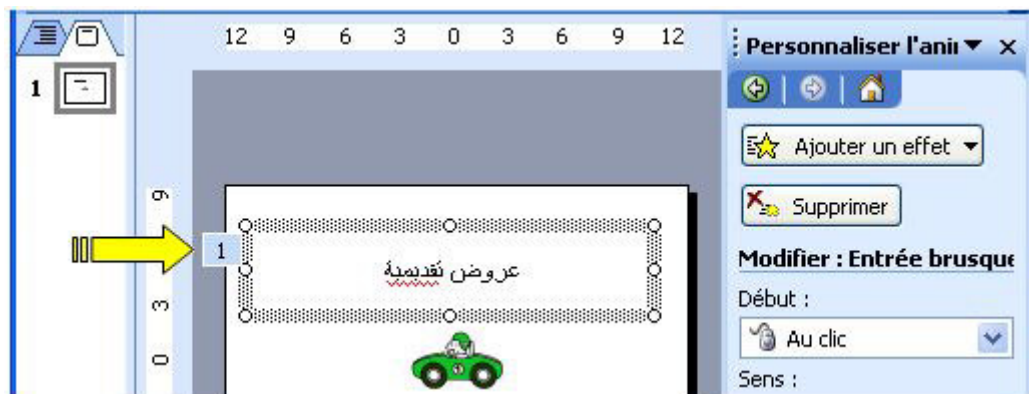 12 9 6 3 0 3 6 9 12
Personnaliser l'anin
1
Ajouter un effet
Supprimer
9
1
عروض تقديمية
Modifier : Entrée brusque
3
Début :
Au clic
0
Sens :